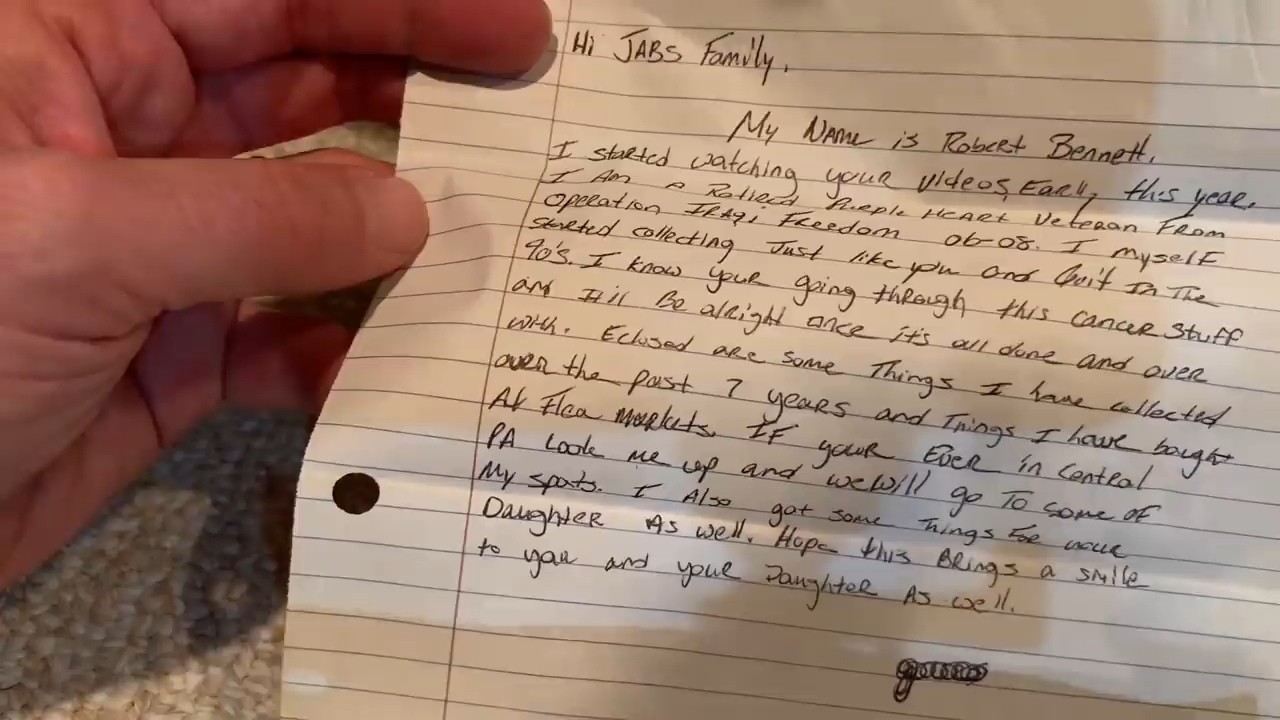 Hi JABS Family,
My Name is Robert Bennett.
I started watching your videos Early this year.
I Am a Retired Purple Heart Veteran From
Operation Iraqi Freedom 06-08. I myself
started collecting Just like you and Quit In The
90's. I know your going through this cancer stuff
and It'll Be alright once it's all done and over
with. Eclosed are some Things I have collected
over the past 7 years and Things I have bought
At Flea Markets. IF your Ever in Central
PA Look me up and we will go To some of
My spots. I Also got some Things For your
Daughter As well. Hope this Brings a smile
to you and your Daughter As well.